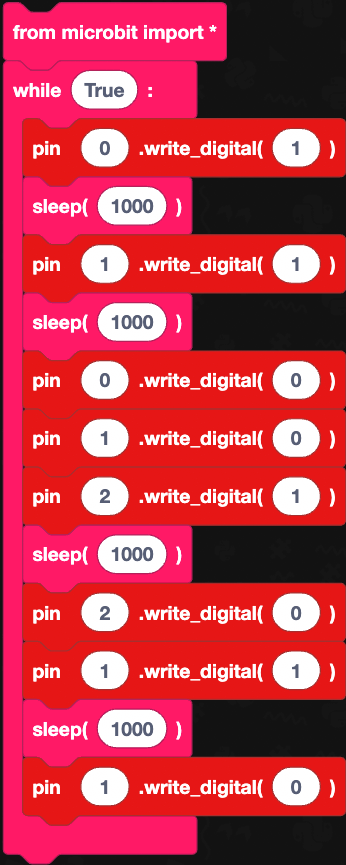 from microbit import *
while True :
pin 0 .write_digital( 1 )
sleep( 1000 )
pin 1 .write_digital( 1 )
sleep( 1000 )
pin 0 .write_digital( 0 )
pin 1 .write_digital( 0 )
pin 2 .write_digital( 1 )
sleep( 1000 )
pin 2 .write_digital( 0 )
pin 1 .write_digital( 1 )
sleep( 1000 )
pin 1 .write_digital( 0 )